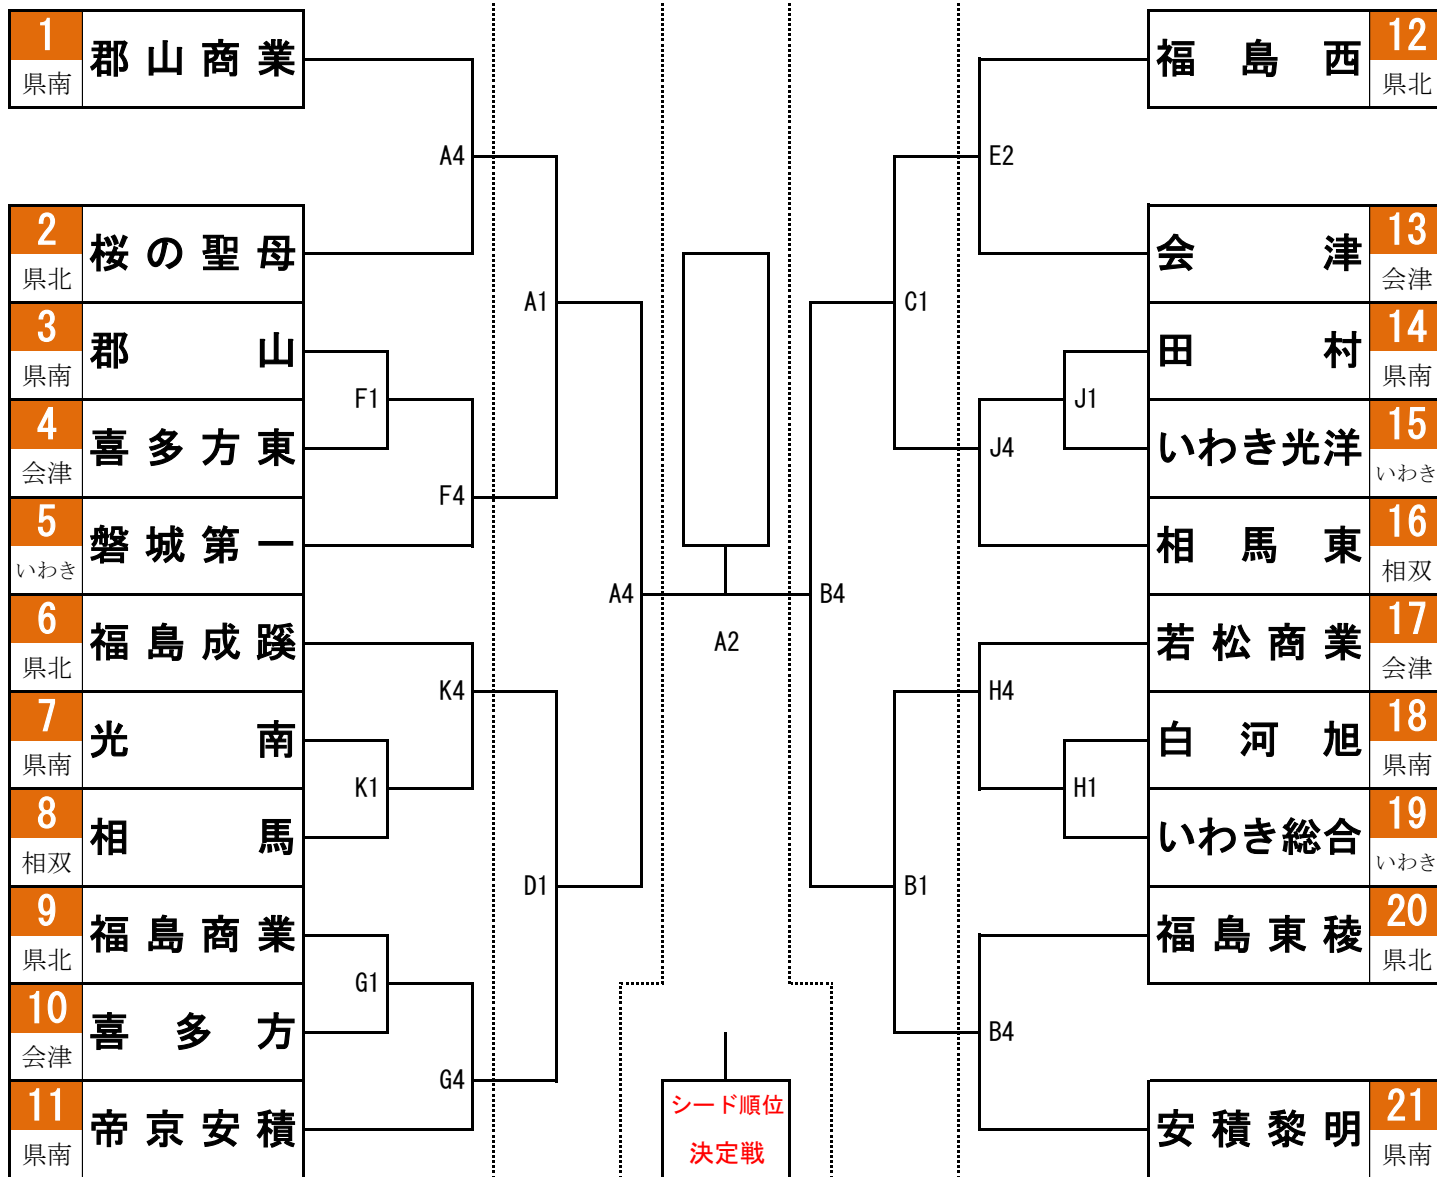 1 郡山商業
県南
2 桜の聖母
県北
3 郡山
県南
4 喜多方東
会津
5 磐城第一
いわき
6 福島成蹊
県北
7 光南
県南
8 相馬
相双
9 福島商業
県北
10 喜多方
会津
11 帝京安積
県南
A4
F1
F4
K4
K1
G1
G4
A1
D1
A4
A2
B4
C1
B1
E2
J1
J4
H4
H1
B4
シード順位
決定戦
福島西 12
県北
会津 13
会津
田村 14
県南
いわき光洋 15
いわき
相馬東 16
相双
若松商業 17
会津
白河旭 18
県南
いわき総合 19
いわき
福島東稜 20
県北
安積黎明 21
県南